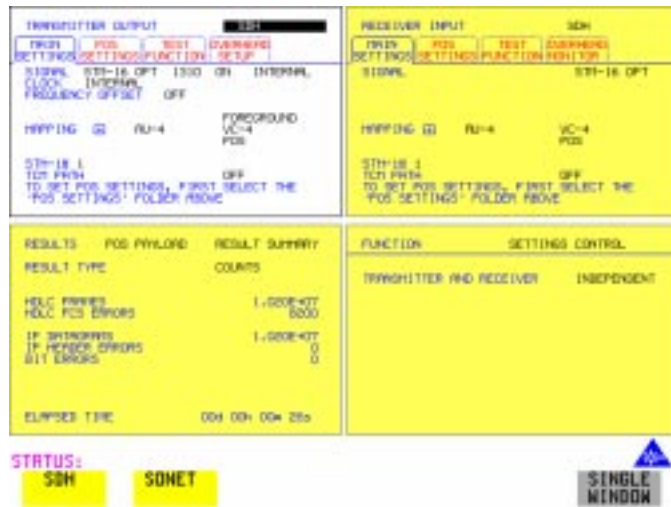 TRANSMITTER OUTPUT SDH
MAIN SETTINGS POS SETTINGS TEST FUNCTION OVERHEAD SETUP
SIGNAL STM-16 OPT 1310 ON INTERNAL
CLOCK INTERNAL
FREQUENCY OFFSET OFF
FOREGROUND
MAPPING AU-4 VC-4
POS
STM-16 1
TCM PATH OFF
TO SET POS SETTINGS, FIRST SELECT THE
'POS SETTINGS' FOLDER ABOVE
RECEIVER INPUT SDH
MAIN SETTINGS POS SETTINGS TEST FUNCTION OVERHEAD MONITOR
SIGNAL STM-16 OPT
MAPPING AU-4 VC-4
POS
STM-16 1
TCM PATH OFF
TO SET POS SETTINGS, FIRST SELECT THE
'POS SETTINGS' FOLDER ABOVE
RESULTS POS PAYLOAD RESULT SUMMARY
RESULT TYPE COUNTS
HDLC FRAMES 1.020E+07
HDLC FCS ERRORS 8200
IP DATAGRAMS 1.020E+07
IP HEADER ERRORS 0
BIT ERRORS 0
ELAPSED TIME 00d 00h 00m 28s
FUNCTION SETTINGS CONTROL
TRANSMITTER AND RECEIVER INDEPENDENT
STATUS:
SDH
SONET
SINGLE
WINDOW